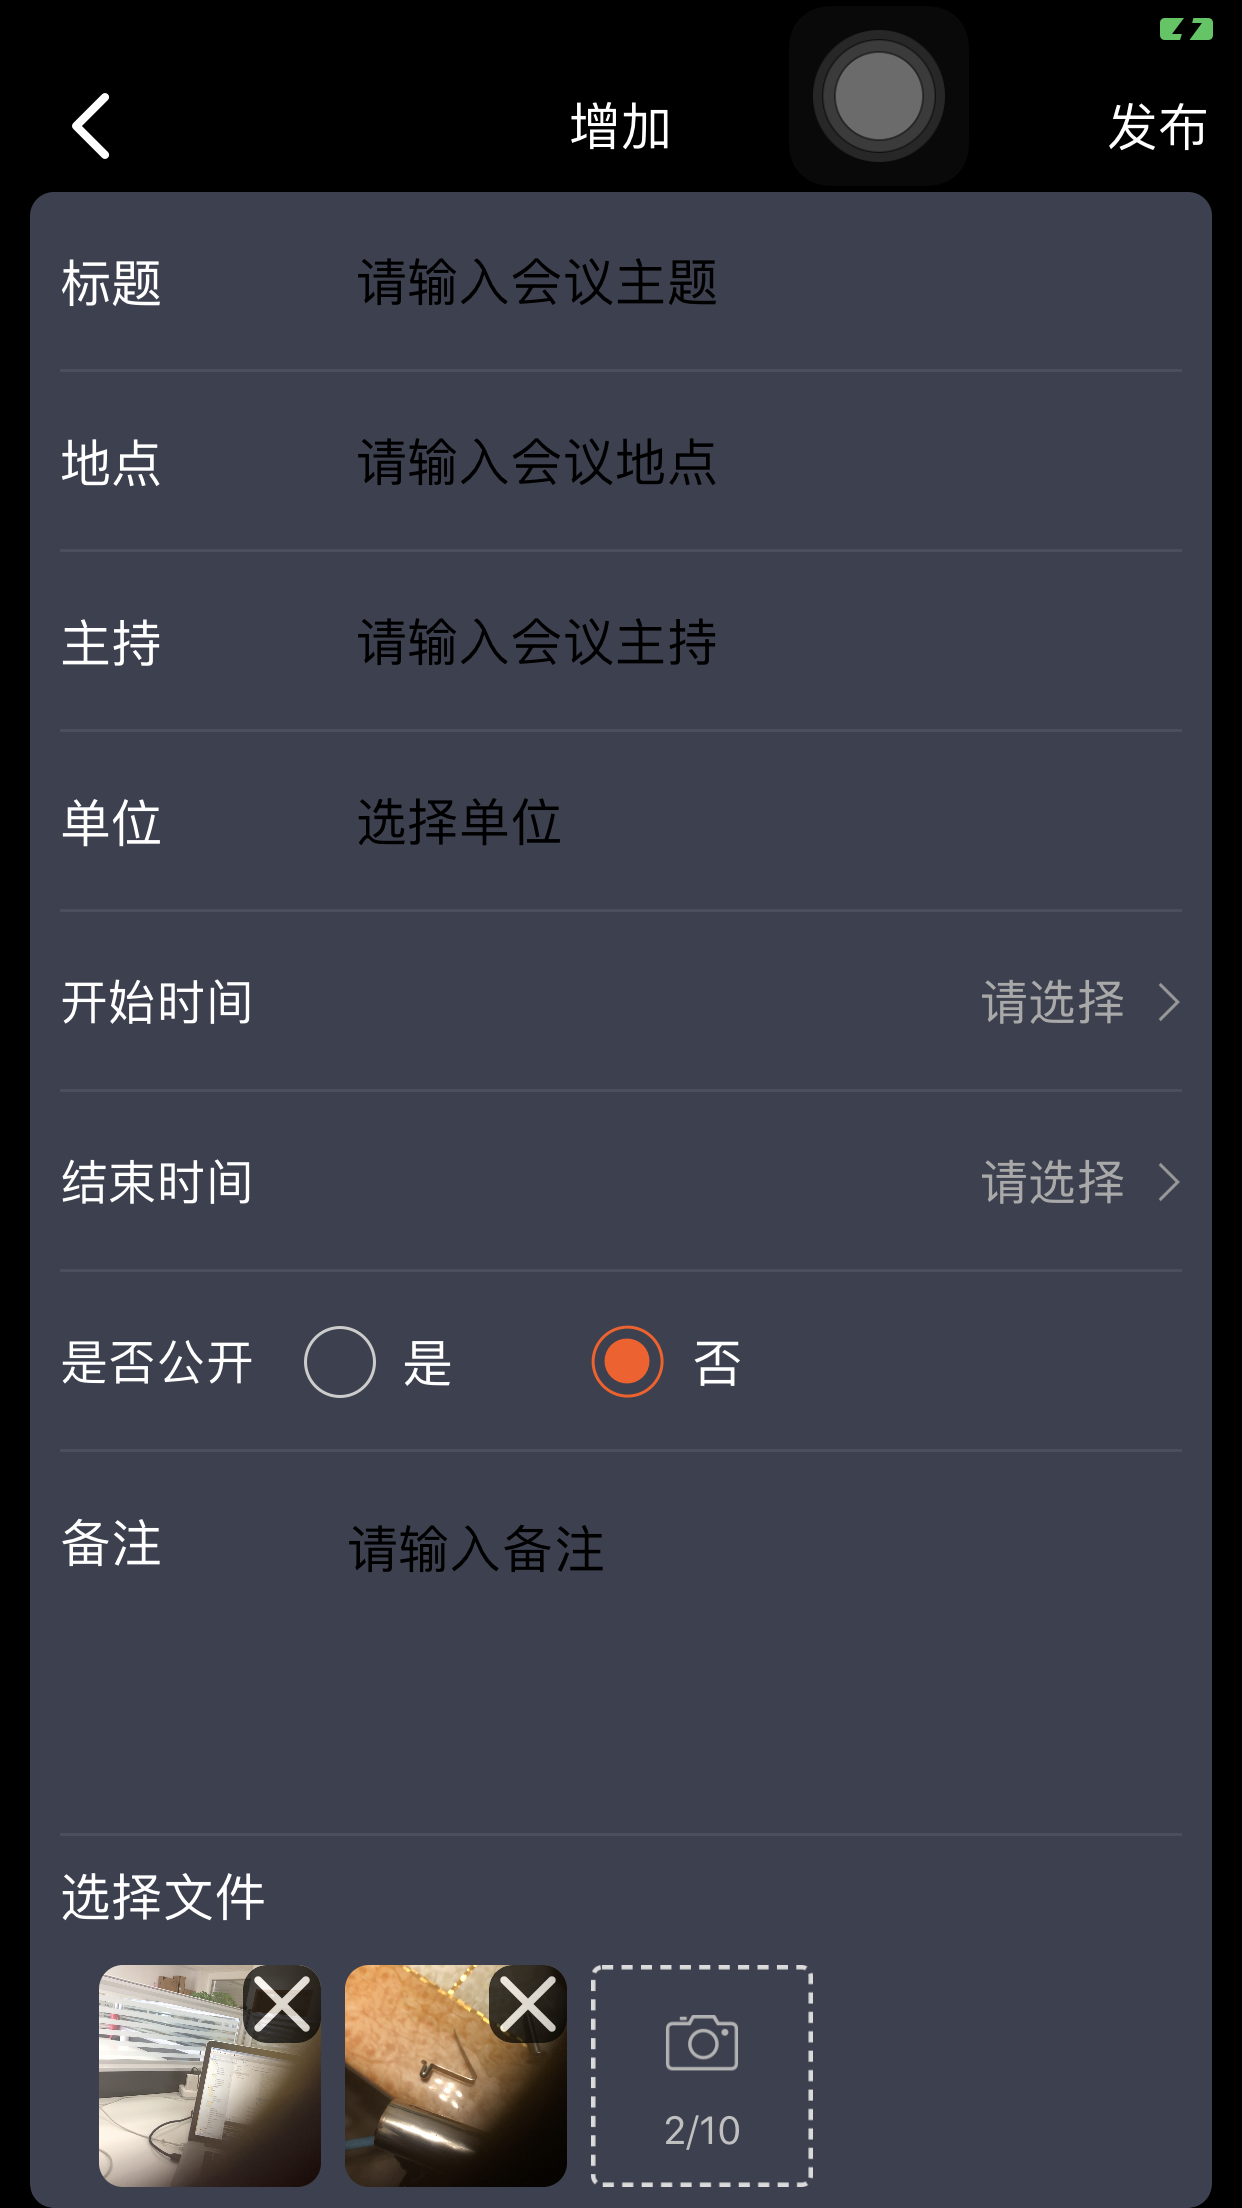 增加
发布
标题 请输入会议主题
地点 请输入会议地点
主持 请输入会议主持
单位 选择单位
开始时间 请选择
结束时间 请选择
是否公开 是 否
备注 请输入备注
选择文件
2/10